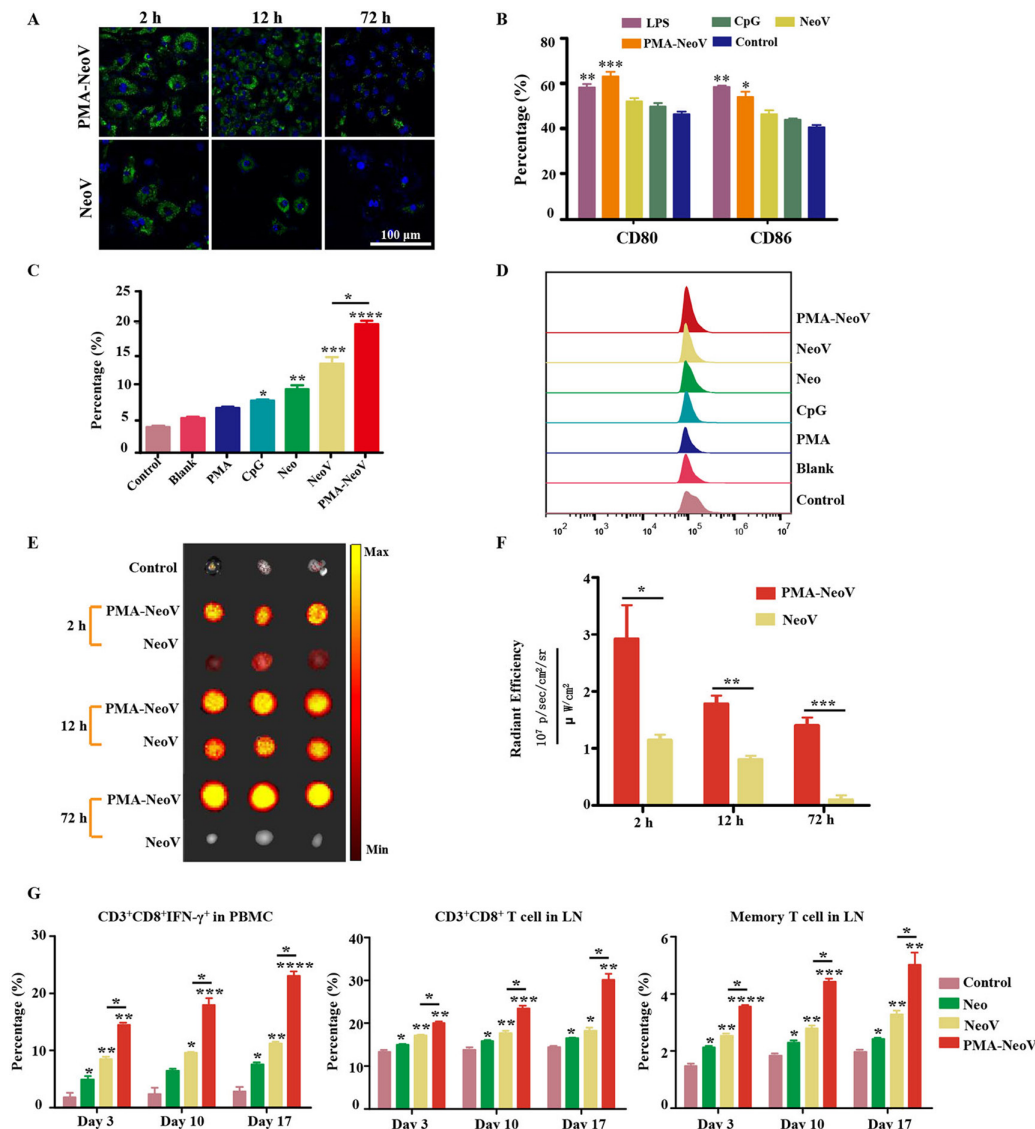 A
2 h 12 h 72 h
PMA-NeoV
NeoV
100 μm
B
LPS CpG NeoV
PMA-NeoV Control
Percentage (%)
80
60
40
20
0
** *** ** *
CD80 CD86
C
Percentage (%)
25
20
15
10
5
0
* ** *** * ****
Control Blank PMA CpG Neo NeoV PMA-NeoV
D
PMA-NeoV
NeoV
Neo
CpG
PMA
Blank
Control
10² 10³ 10⁴ 10⁵ 10⁶ 10⁷
E
Control
2 h
PMA-NeoV
NeoV
12 h
PMA-NeoV
NeoV
72 h
PMA-NeoV
NeoV
Max
Min
F
Radiant Efficiency
10⁷ p/sec/cm²/sr
μ W/cm²
4
3
2
1
0
* ** ***
PMA-NeoV
NeoV
2 h 12 h 72 h
G
CD3⁺CD8⁺IFN-γ⁺ in PBMC
Percentage (%)
30
20
10
0
* ** * ** * * *** * ** * ****
Day 3 Day 10 Day 17
CD3⁺CD8⁺ T cell in LN
Percentage (%)
40
30
20
10
0
* ** * ** * ** * *** * * * **
Day 3 Day 10 Day 17
Memory T cell in LN
Percentage (%)
6
4
2
0
* ** * **** * ** * *** * ** * **
Day 3 Day 10 Day 17
Control
Neo
NeoV
PMA-NeoV